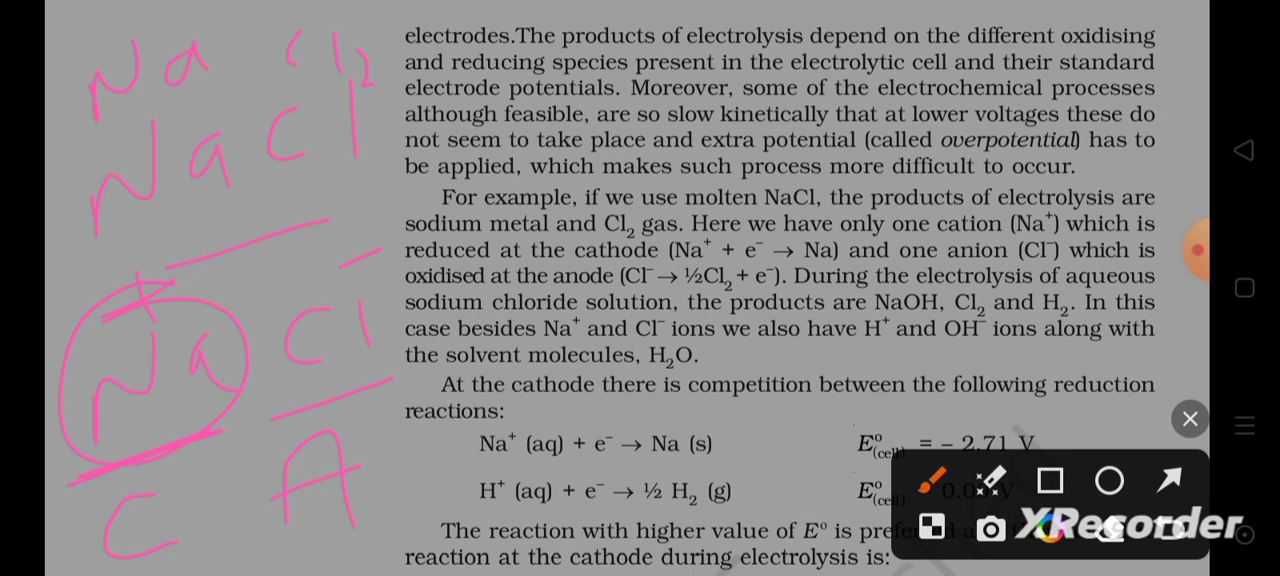 Na Cl₂
NaCl
Na⁺ Cl⁻
C A
electrodes.The products of electrolysis depend on the different oxidising
and reducing species present in the electrolytic cell and their standard
electrode potentials. Moreover, some of the electrochemical processes
although feasible, are so slow kinetically that at lower voltages these do
not seem to take place and extra potential (called overpotential) has to
be applied, which makes such process more difficult to occur.
For example, if we use molten NaCl, the products of electrolysis are
sodium metal and Cl₂ gas. Here we have only one cation (Na⁺) which is
reduced at the cathode (Na⁺ + e⁻ → Na) and one anion (Cl⁻) which is
oxidised at the anode (Cl⁻ → ½Cl₂ + e⁻). During the electrolysis of aqueous
sodium chloride solution, the products are NaOH, Cl₂ and H₂. In this
case besides Na⁺ and Cl⁻ ions we also have H⁺ and OH⁻ ions along with
the solvent molecules, H₂O.
At the cathode there is competition between the following reduction
reactions:
Na⁺ (aq) + e⁻ → Na (s) E°(cell) = – 2.71 V
H⁺ (aq) + e⁻ → ½ H₂ (g) E°(cell) V
The reaction with higher value of E° is
reaction at the cathode during electrolysis is:
XRecorder